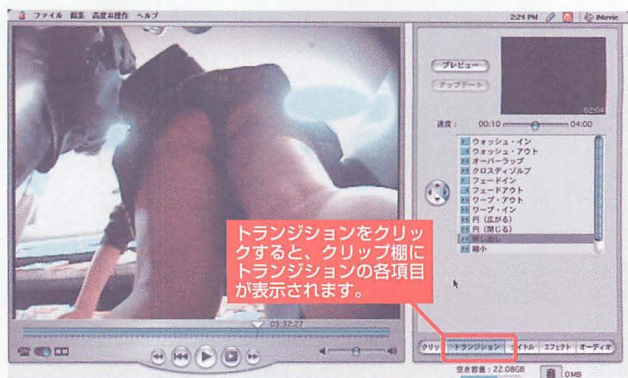 ファイル 編集 高度な操作 ヘルプ
2:24 PM
iMovie
プレビュー
アップデート
02:04
速度:
00:10
04:00
ウォッシュ・イン
ウォッシュ・アウト
オーバーラップ
クロスディゾルブ
フェードイン
フェードアウト
ワープ・アウト
ワープ・イン
円 (広がる)
円 (閉じる)
押し出し
縮小
トランジションをクリッ
クすると、クリップ棚に
トランジションの各項目
が表示されます。
03:32:27
クリップ
トランジション
タイトル
エフェクト
オーディオ
空き容量:22.08GB
0MB